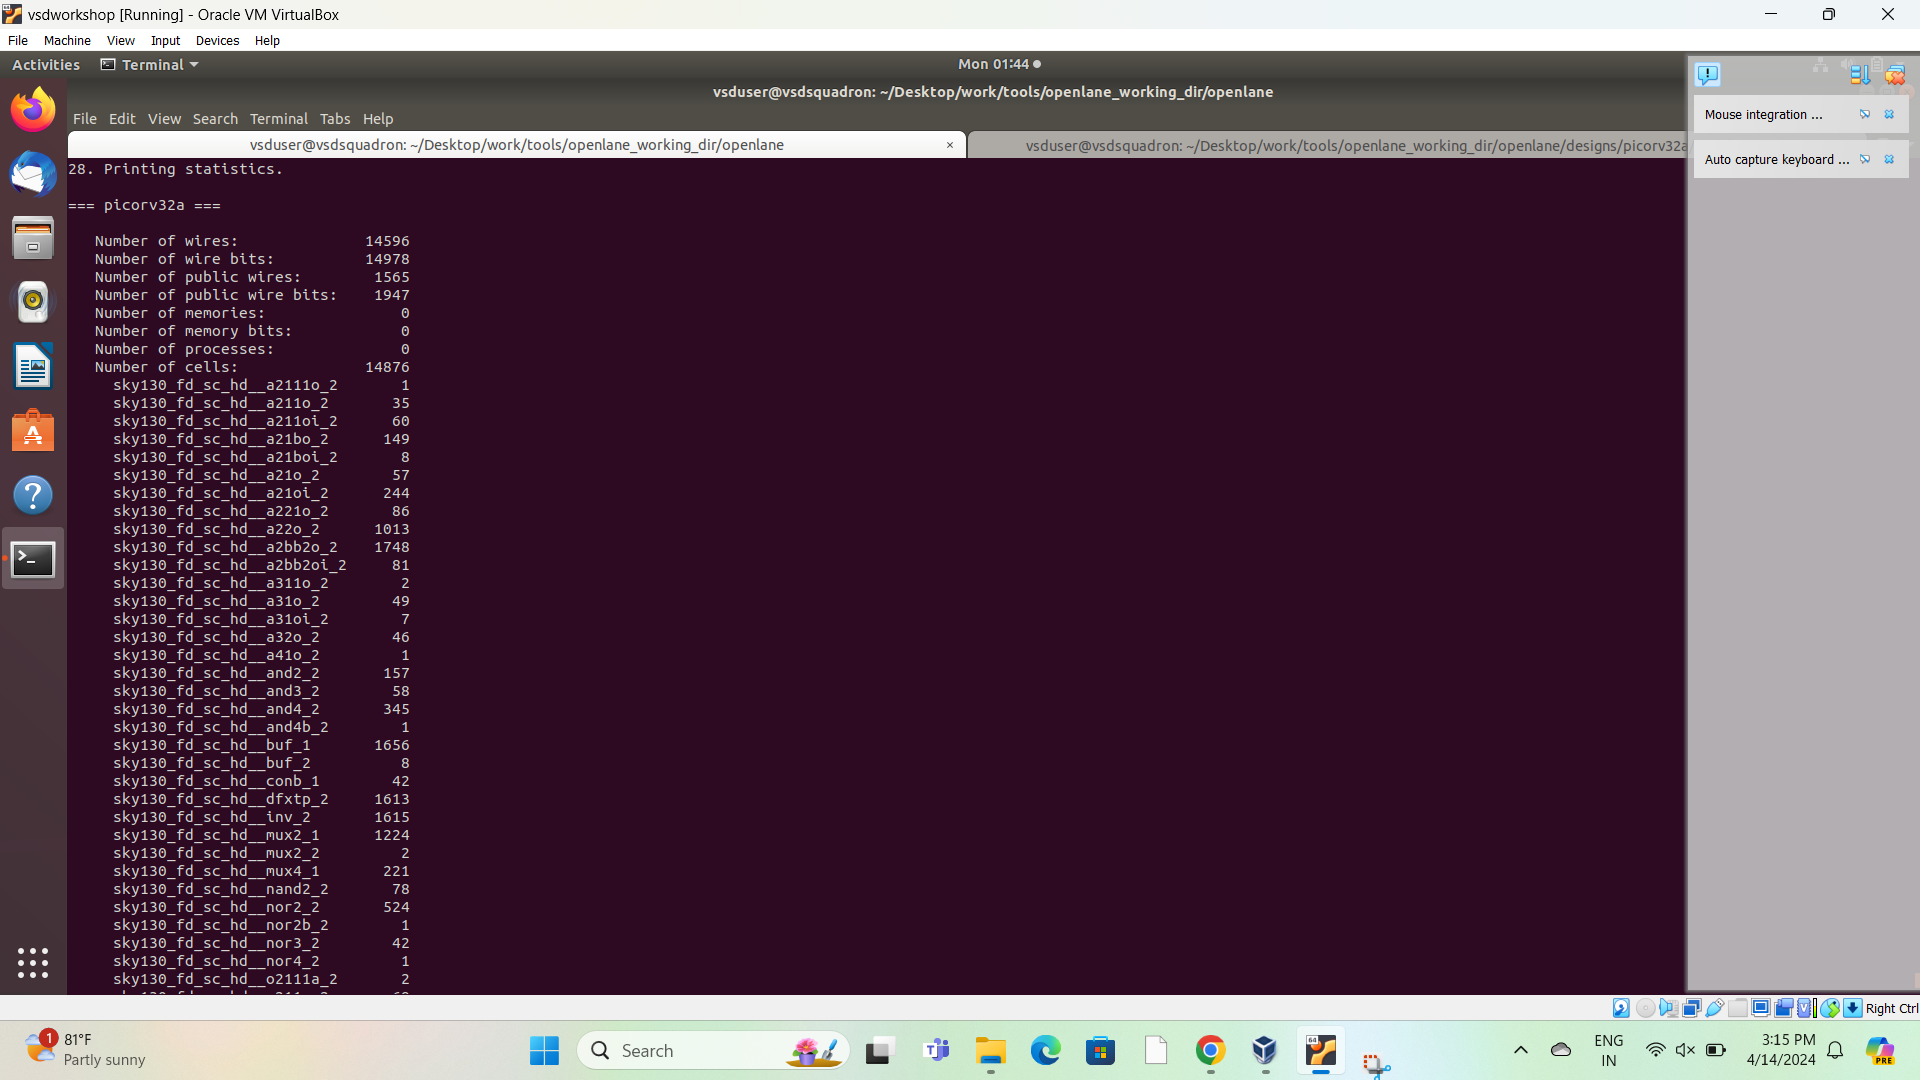 vsdworkshop [Running] - Oracle VM VirtualBox
File Machine View Input Devices Help
Activities Terminal Mon 01:44
vsduser@vsdsquadron: ~/Desktop/work/tools/openlane_working_dir/openlane
File Edit View Search Terminal Tabs Help
Mouse integration ...
vsduser@vsdsquadron: ~/Desktop/work/tools/openlane_working_dir/openlane × vsduser@vsdsquadron: ~/Desktop/work/tools/openlane_working_dir/openlane/designs/picorv32a
Auto capture keyboard ...
28. Printing statistics.
=== picorv32a ===
Number of wires: 14596
Number of wire bits: 14978
Number of public wires: 1565
Number of public wire bits: 1947
Number of memories: 0
Number of memory bits: 0
Number of processes: 0
Number of cells: 14876
sky130_fd_sc_hd__a2111o_2 1
sky130_fd_sc_hd__a211o_2 35
sky130_fd_sc_hd__a211oi_2 60
sky130_fd_sc_hd__a21bo_2 149
sky130_fd_sc_hd__a21boi_2 8
sky130_fd_sc_hd__a21o_2 57
sky130_fd_sc_hd__a21oi_2 244
sky130_fd_sc_hd__a221o_2 86
sky130_fd_sc_hd__a22o_2 1013
sky130_fd_sc_hd__a2bb2o_2 1748
sky130_fd_sc_hd__a2bb2oi_2 81
sky130_fd_sc_hd__a311o_2 2
sky130_fd_sc_hd__a31o_2 49
sky130_fd_sc_hd__a31oi_2 7
sky130_fd_sc_hd__a32o_2 46
sky130_fd_sc_hd__a41o_2 1
sky130_fd_sc_hd__and2_2 157
sky130_fd_sc_hd__and3_2 58
sky130_fd_sc_hd__and4_2 345
sky130_fd_sc_hd__and4b_2 1
sky130_fd_sc_hd__buf_1 1656
sky130_fd_sc_hd__buf_2 8
sky130_fd_sc_hd__conb_1 42
sky130_fd_sc_hd__dfxtp_2 1613
sky130_fd_sc_hd__inv_2 1615
sky130_fd_sc_hd__mux2_1 1224
sky130_fd_sc_hd__mux2_2 2
sky130_fd_sc_hd__mux4_1 221
sky130_fd_sc_hd__nand2_2 78
sky130_fd_sc_hd__nor2_2 524
sky130_fd_sc_hd__nor2b_2 1
sky130_fd_sc_hd__nor3_2 42
sky130_fd_sc_hd__nor4_2 1
sky130_fd_sc_hd__o2111a_2 2
Right Ctrl
1
81°F
Partly sunny
Search
64
ENG
IN
3:15 PM
4/14/2024
PRE